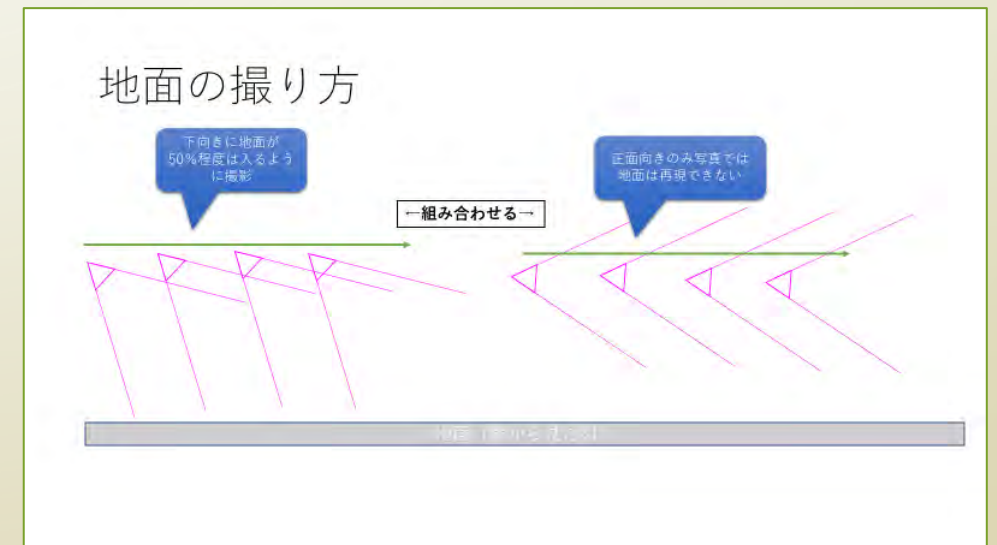 地面の撮り方
下向きに地面が
50%程度は入るよう
に撮影
正面向きのみ写真では
地面は再現できない
←組み合わせる→